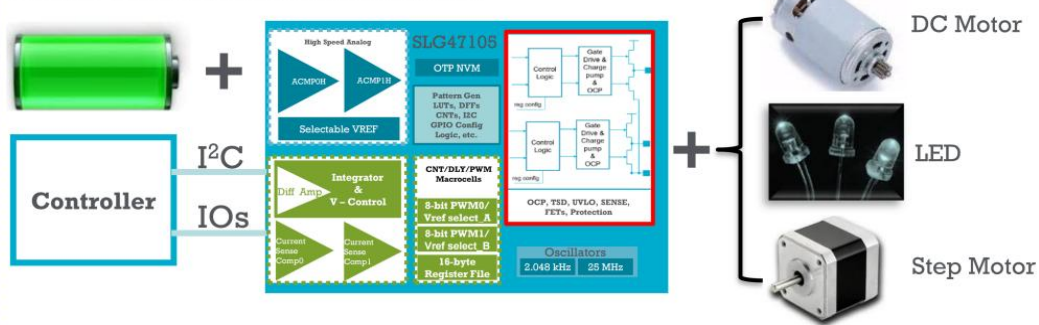 DC Motor
High Speed Analog
SLG47105
ACMP0H
ACMP1H
OTP NVM
Selectable VREF
Pattern Gen
LUTs, DFFs
CNTs, I2C
GPIO Config
Logic, etc.
Control
Logic
Gate
Drive &
Charge
pump
&
OCP
reg config
Control
Logic
Gate
Drive &
Charge
pump
&
OCP
reg config
OCP, TSD, UVLO, SENSE,
FETs, Protection
LED
Controller
I²C
IOs
Diff Amp
Integrator
&
V – Control
Current
Sense
Comp0
Current
Sense
Comp1
CNT/DLY/PWM
Macrocells
8-bit PWM0/
Vref select_A
8-bit PWM1/
Vref select_B
16-byte
Register File
Oscillators
2.048 kHz
25 MHz
Step Motor